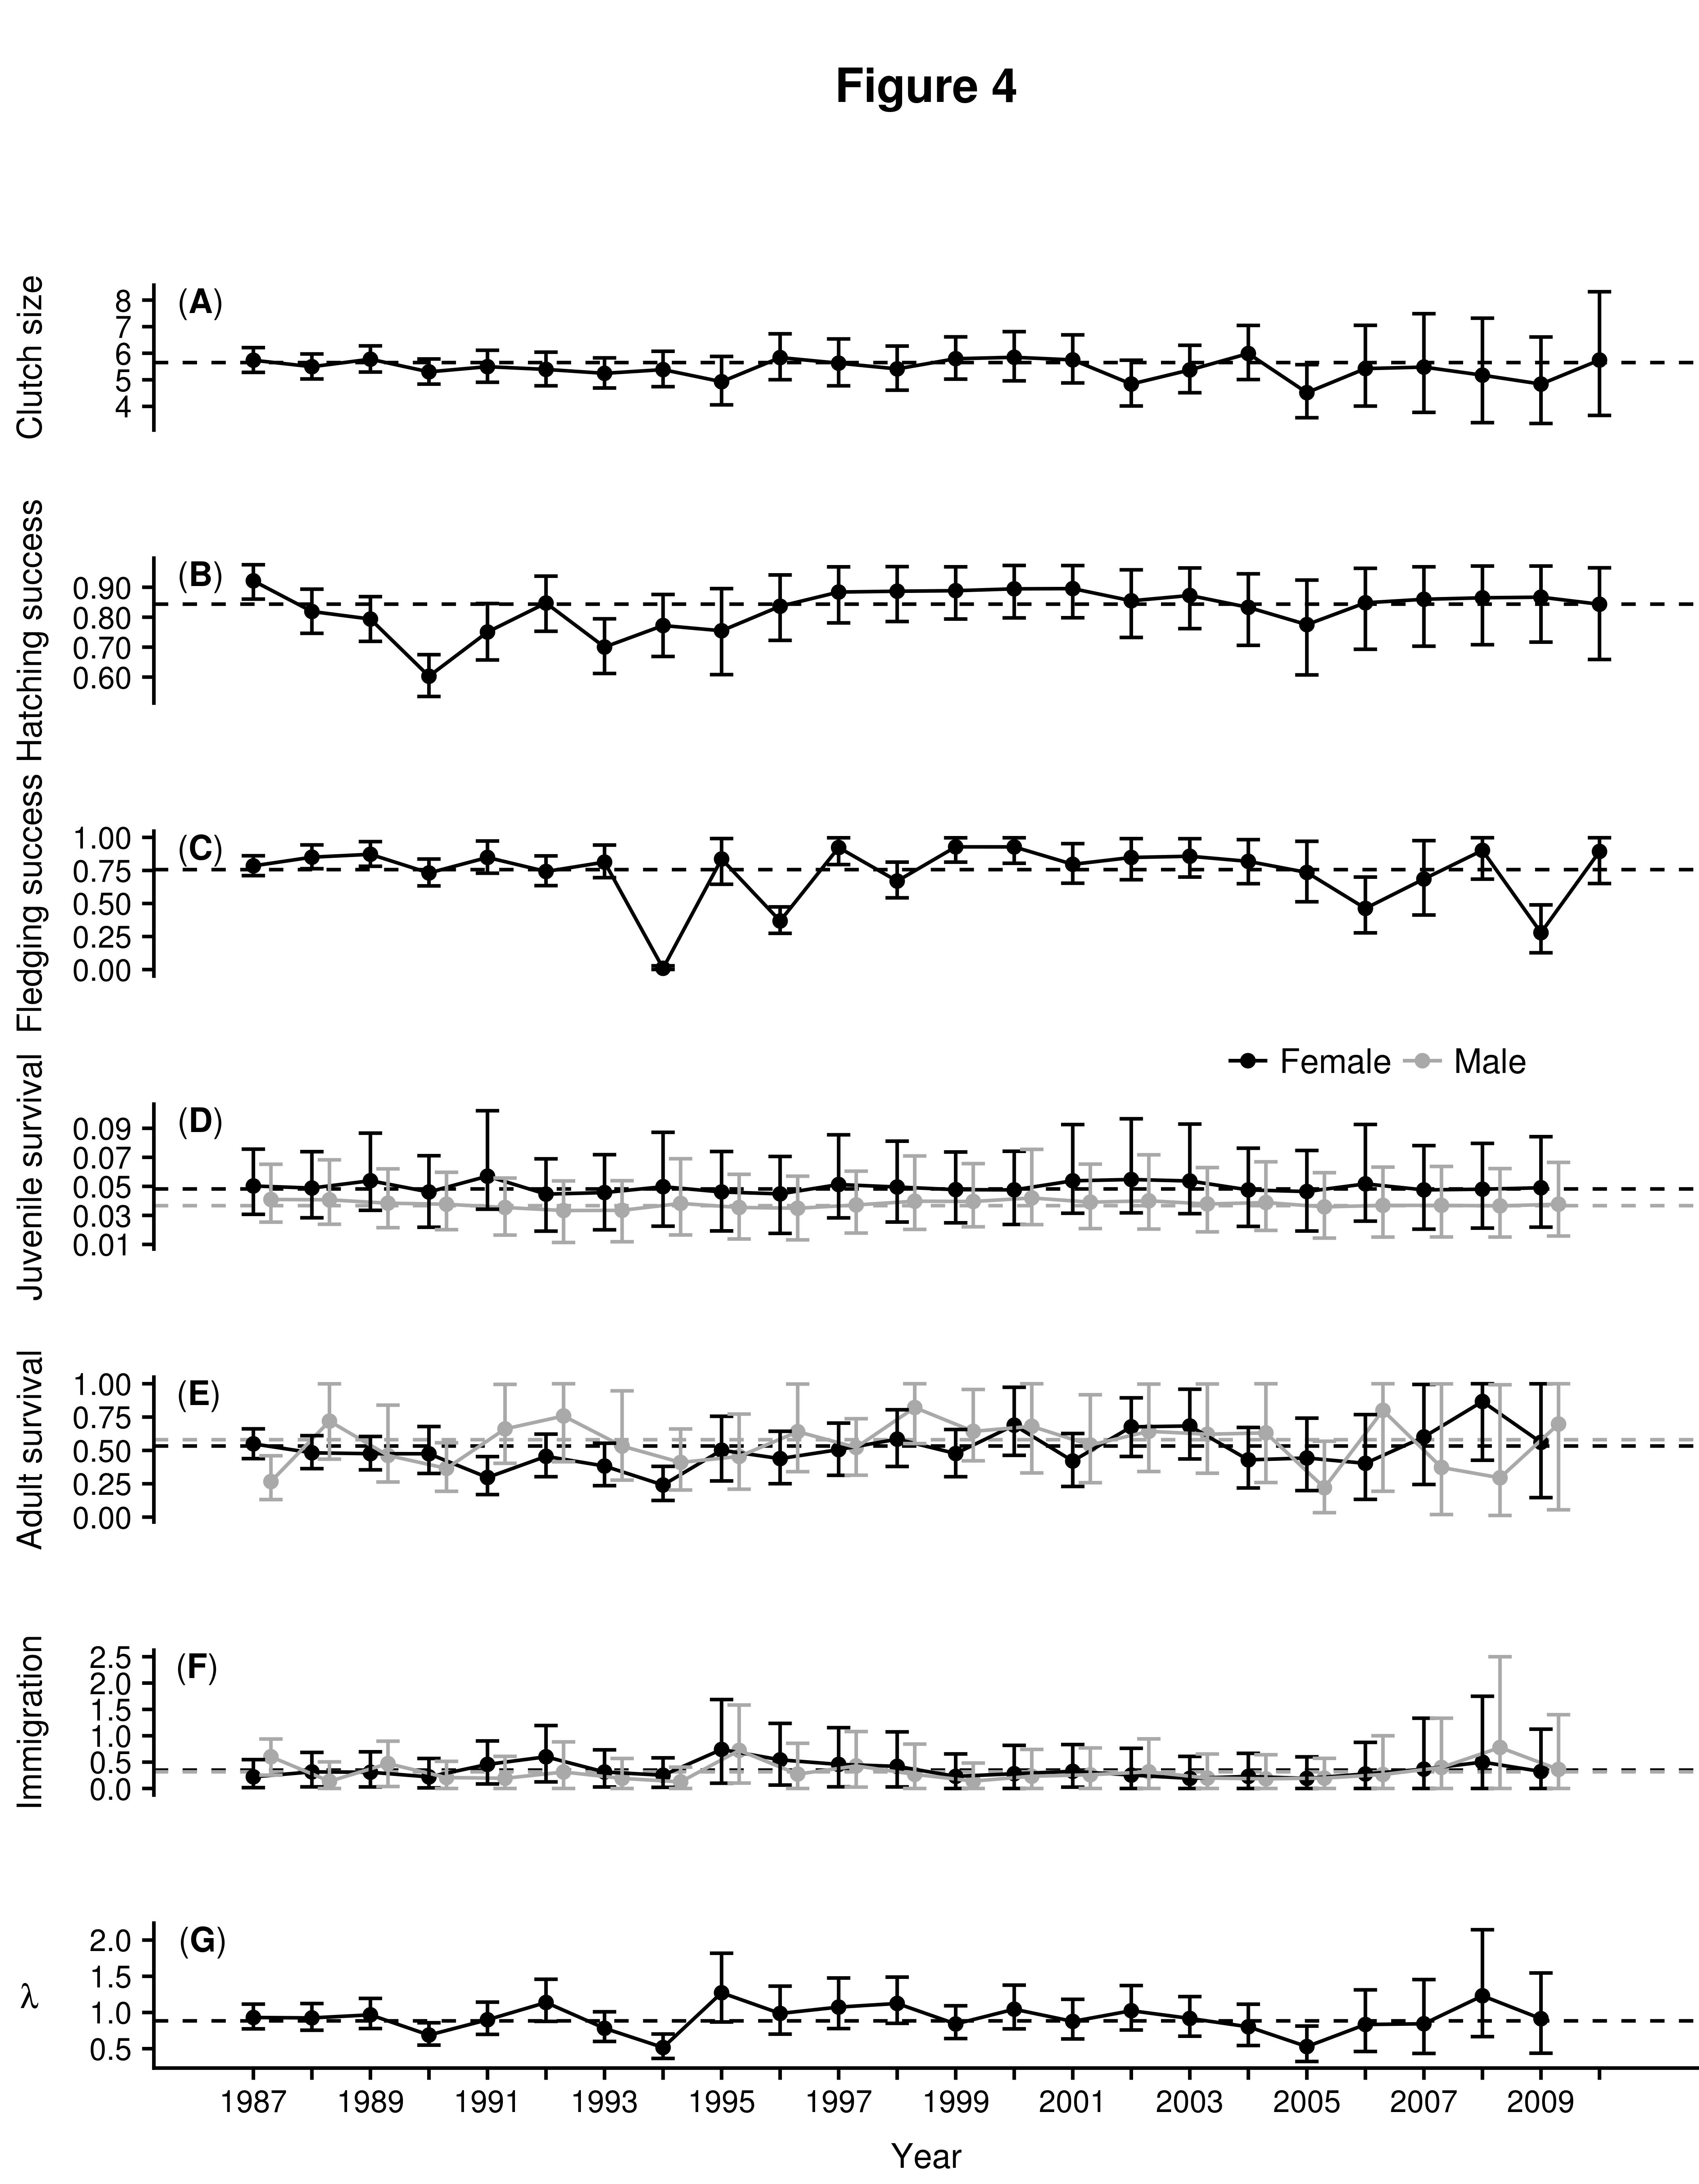 Figure 4
Clutch size
(A)
8
7
6
5
4
Hatching success
(B)
0.90
0.80
0.70
0.60
Fledging success
(C)
1.00
0.75
0.50
0.25
0.00
Female Male
Juvenile survival
(D)
0.09
0.07
0.05
0.03
0.01
Adult survival
(E)
1.00
0.75
0.50
0.25
0.00
Immigration
(F)
2.5
2.0
1.5
1.0
0.5
0.0
λ
(G)
2.0
1.5
1.0
0.5
1987 1989 1991 1993 1995 1997 1999 2001 2003 2005 2007 2009
Year